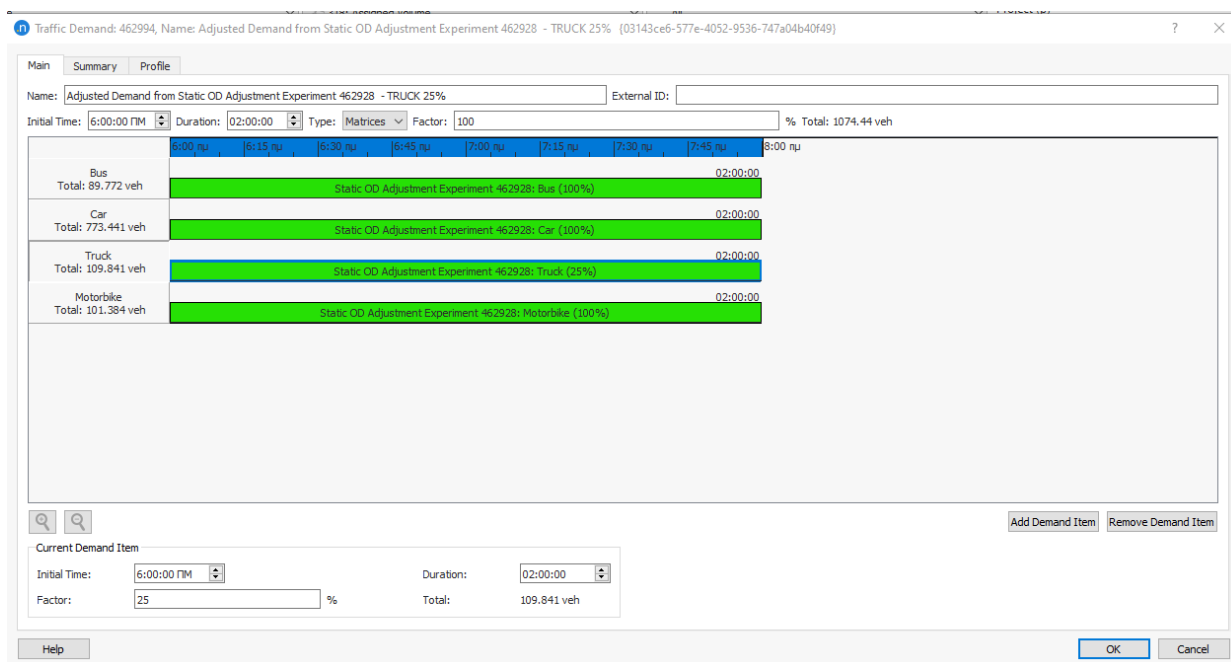 Traffic Demand: 462994, Name: Adjusted Demand from Static OD Adjustment Experiment 462928 - TRUCK 25% {03143ce6-577e-4052-9536-747a04b40f49}
Main Summary Profile
Name: Adjusted Demand from Static OD Adjustment Experiment 462928 - TRUCK 25% External ID:
Initial Time: 6:00:00 ΠΜ Duration: 02:00:00 Type: Matrices Factor: 100 % Total: 1074.44 veh
6:00 πμ 6:15 πμ 6:30 πμ 6:45 πμ 7:00 πμ 7:15 πμ 7:30 πμ 7:45 πμ 8:00 πμ
Bus 02:00:00
Total: 89.772 veh Static OD Adjustment Experiment 462928: Bus (100%)
Car 02:00:00
Total: 773.441 veh Static OD Adjustment Experiment 462928: Car (100%)
Truck 02:00:00
Total: 109.841 veh Static OD Adjustment Experiment 462928: Truck (25%)
Motorbike 02:00:00
Total: 101.384 veh Static OD Adjustment Experiment 462928: Motorbike (100%)
Add Demand Item Remove Demand Item
Current Demand Item
Initial Time: 6:00:00 ΠΜ Duration: 02:00:00
Factor: 25 % Total: 109.841 veh
Help OK Cancel